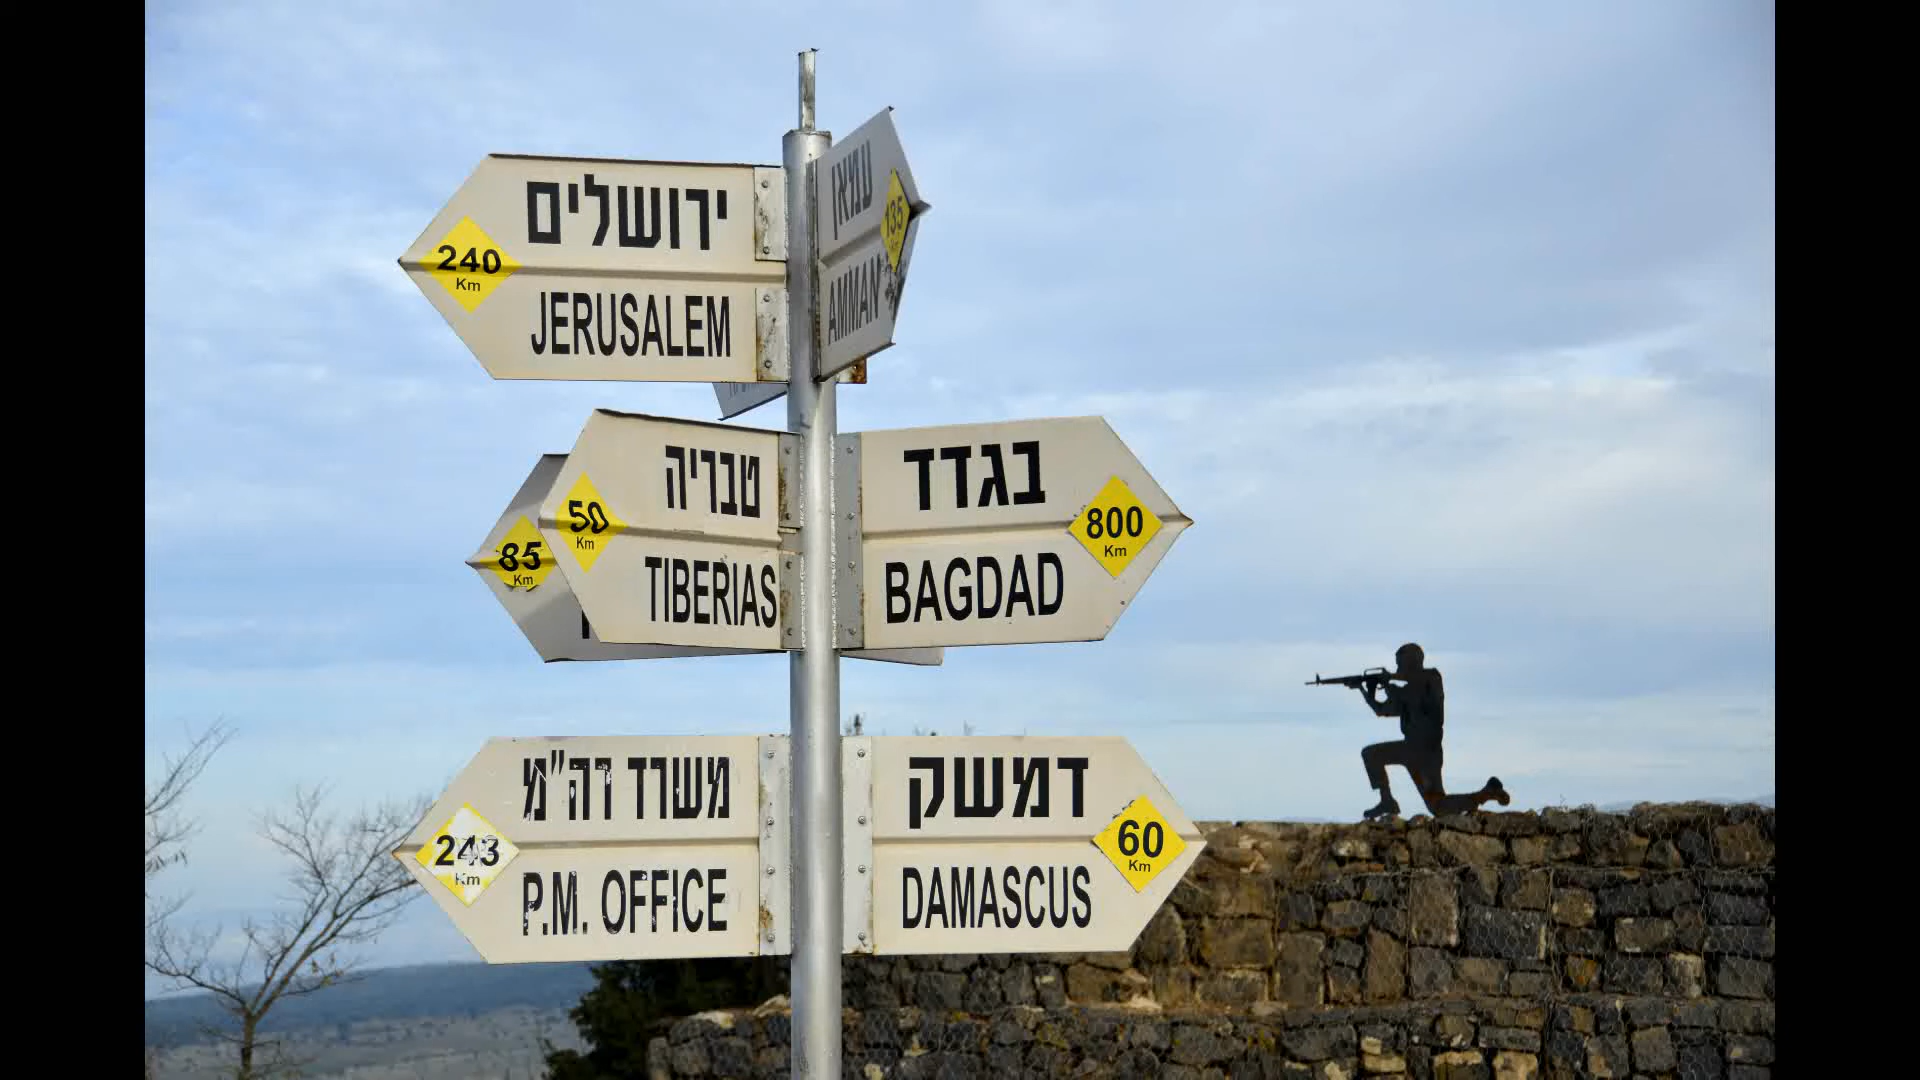 ירושלים
240
Km
JERUSALEM
עמאן
135
AMMAN
טבריה
50
Km
TIBERIAS
85
Km
בגדד
800
Km
BAGDAD
משרד רה"מ
243
Km
P.M. OFFICE
דמשק
60
Km
DAMASCUS